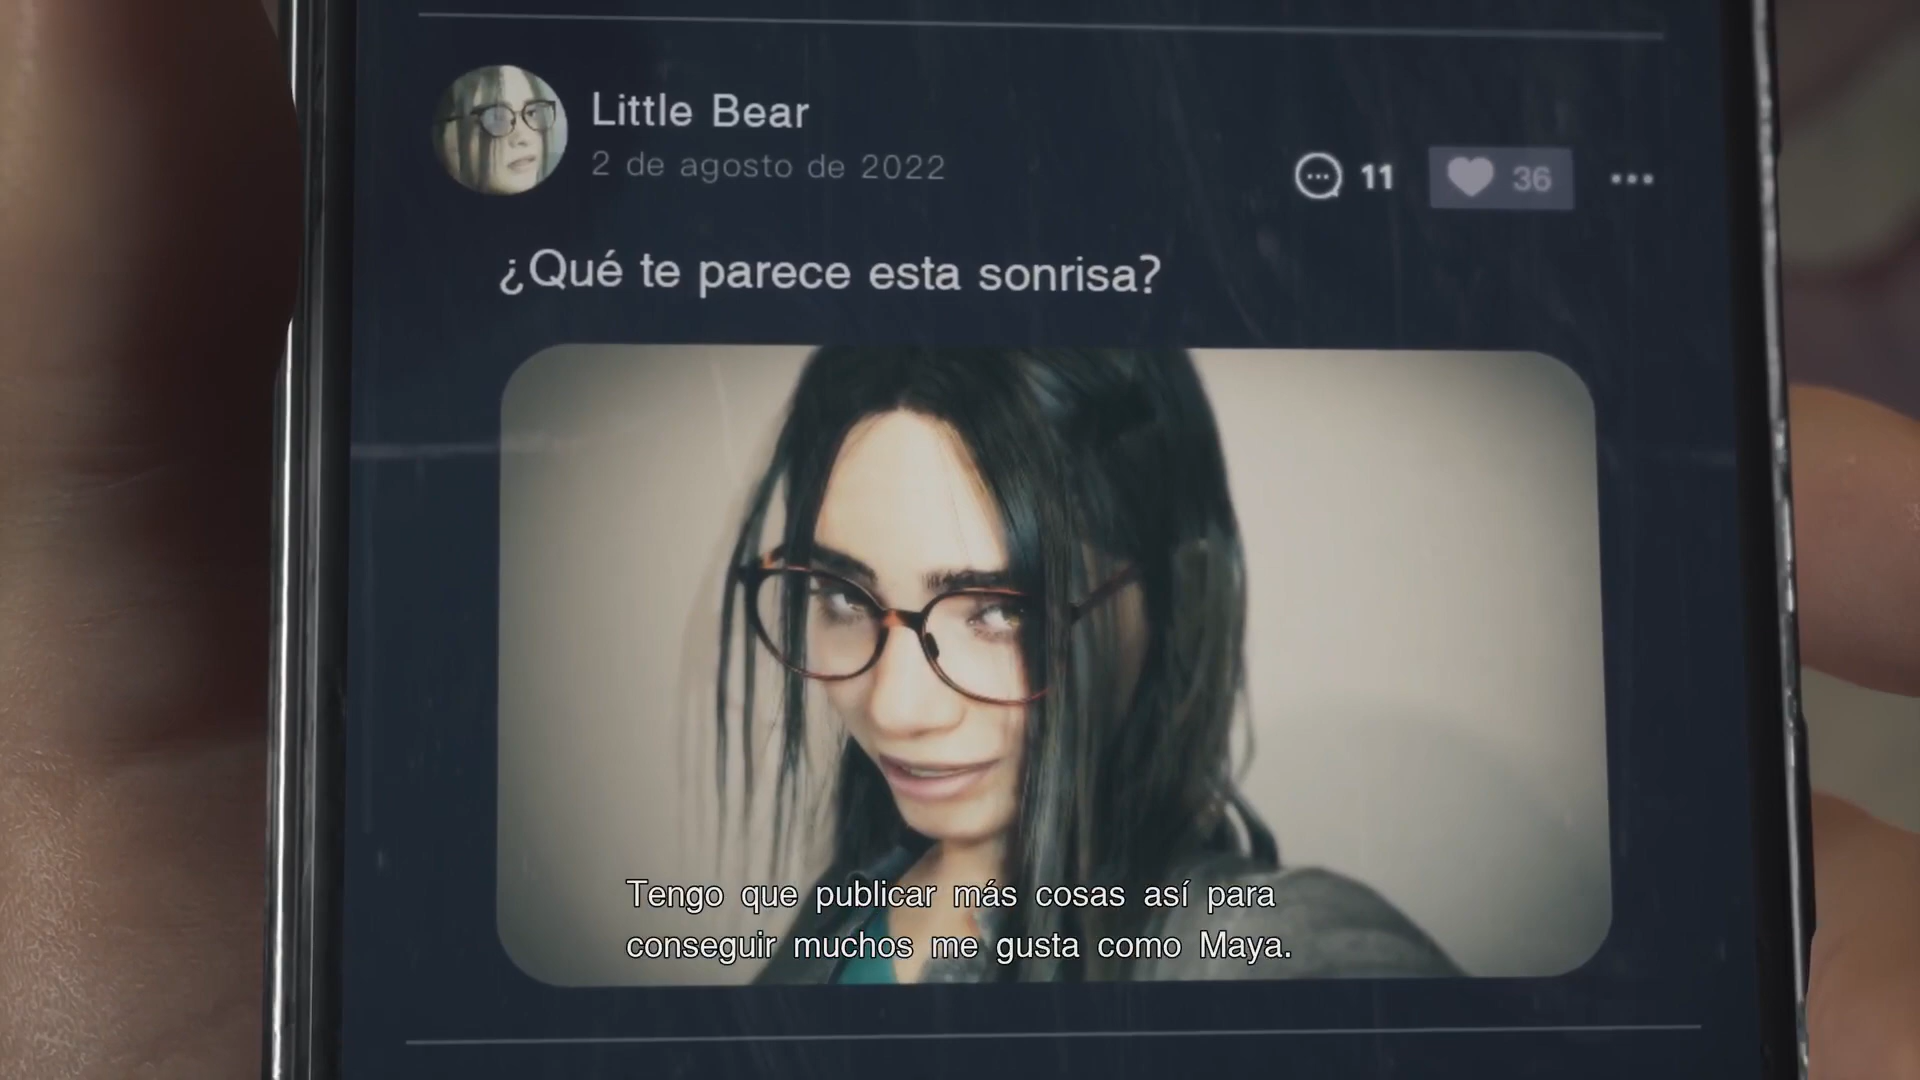 Little Bear
2 de agosto de 2022
11
36
¿Qué te parece esta sonrisa?
Tengo que publicar más cosas así para
conseguir muchos me gusta como Maya.